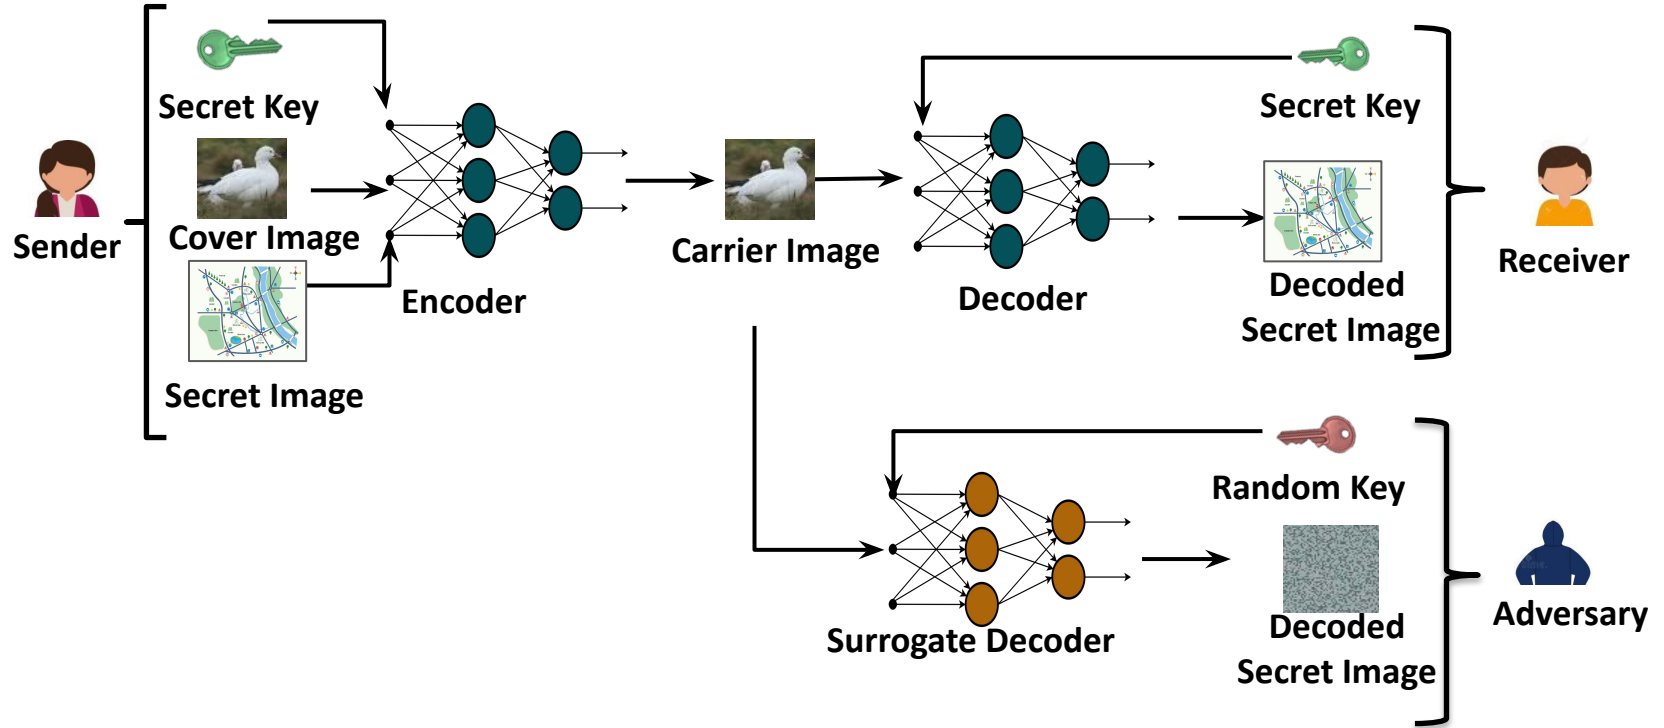 Secret Key
Sender
Cover Image
Secret Image
Encoder
Carrier Image
Decoder
Secret Key
Decoded
Secret Image
Receiver
Random Key
Surrogate Decoder
Decoded
Secret Image
Adversary